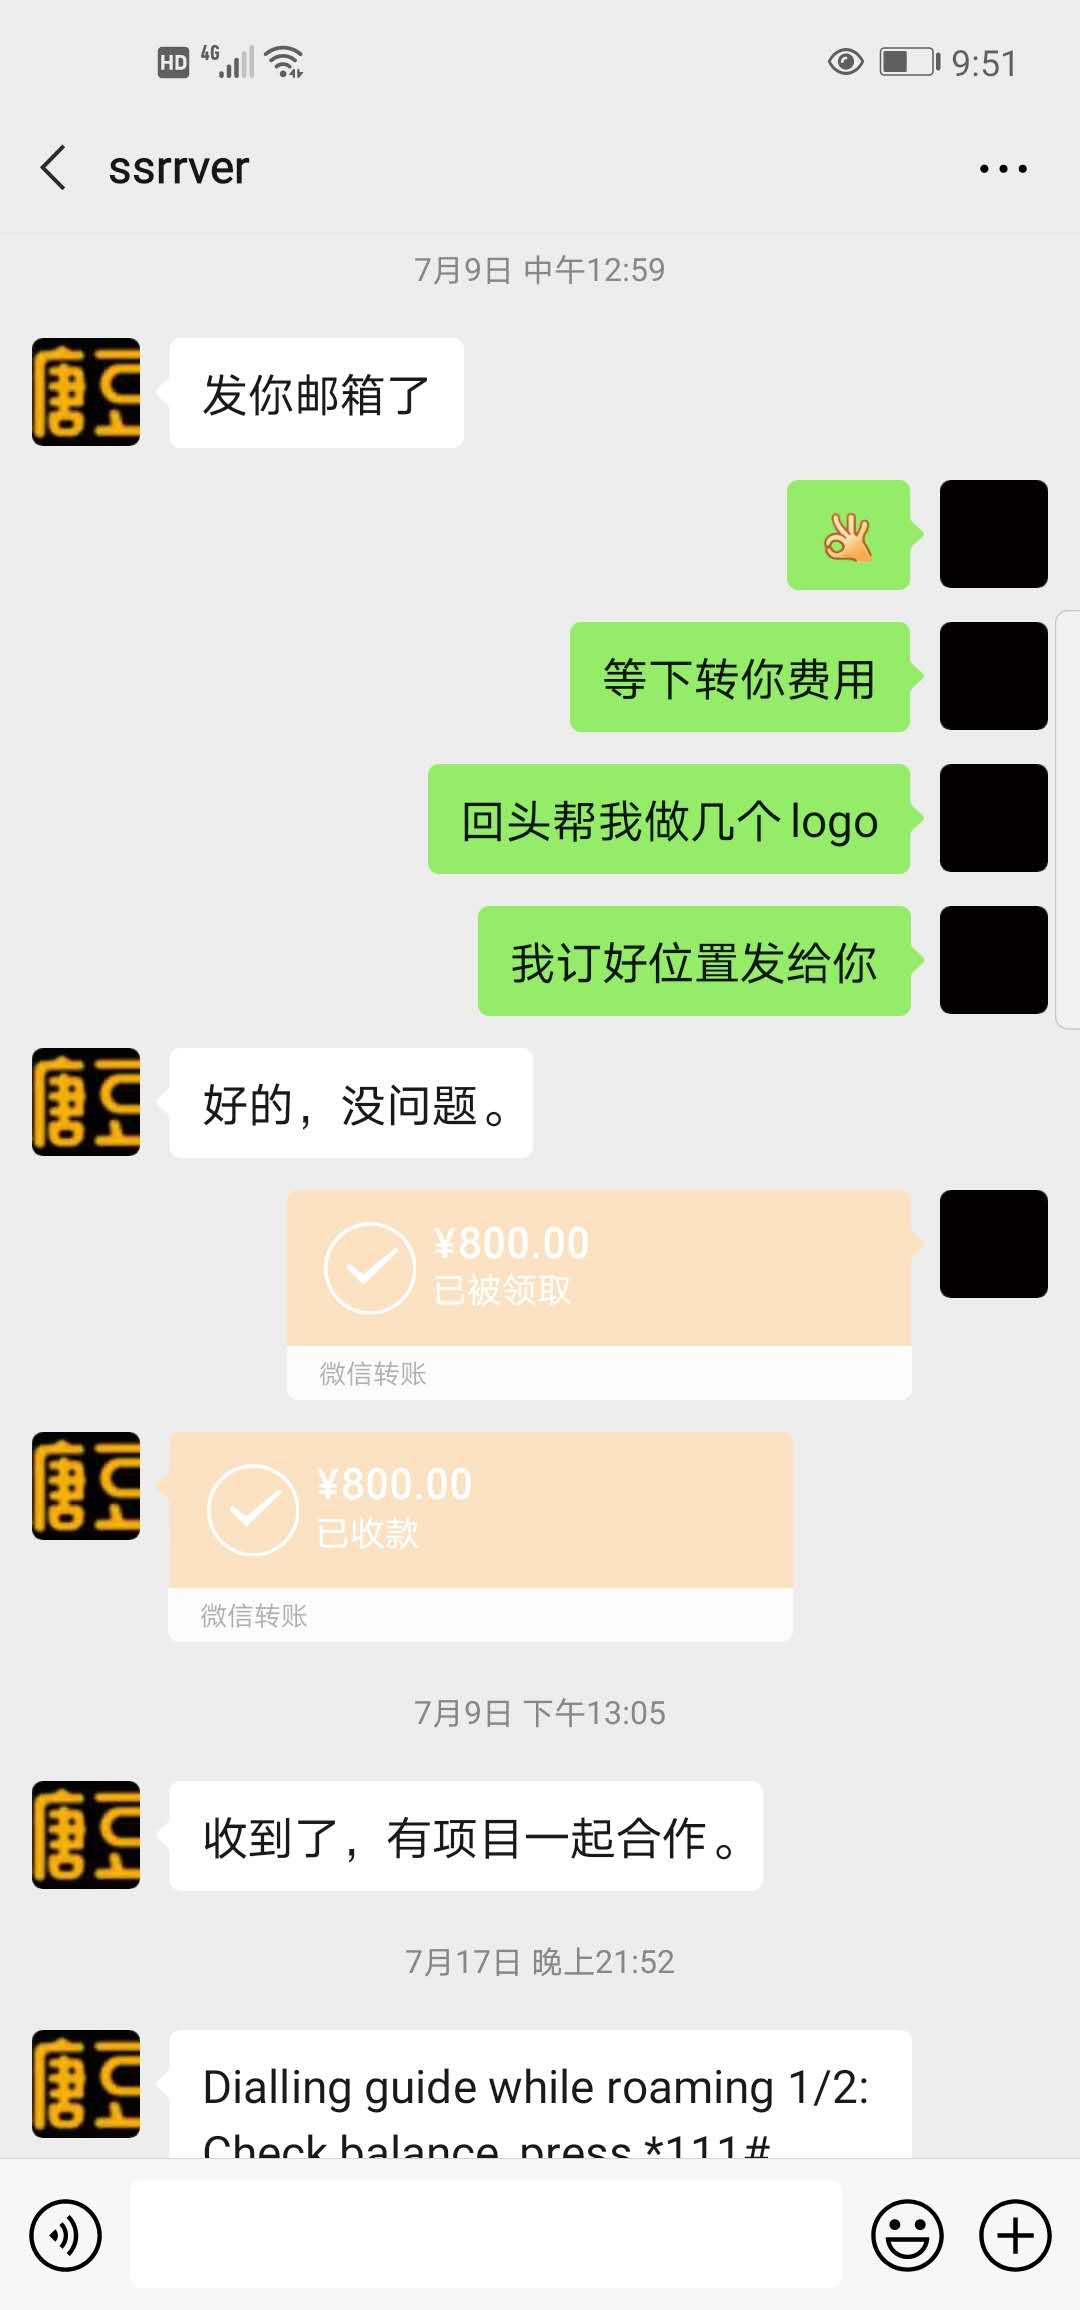 HD 4G 9:51
ssrrver
7月9日 中午12:59
发你邮箱了
等下转你费用
回头帮我做几个logo
我订好位置发给你
好的，没问题。
¥800.00
已被领取
微信转账
¥800.00
已收款
微信转账
7月9日 下午13:05
收到了，有项目一起合作。
7月17日 晚上21:52
Dialling guide while roaming 1/2:
Check balance, press *111#